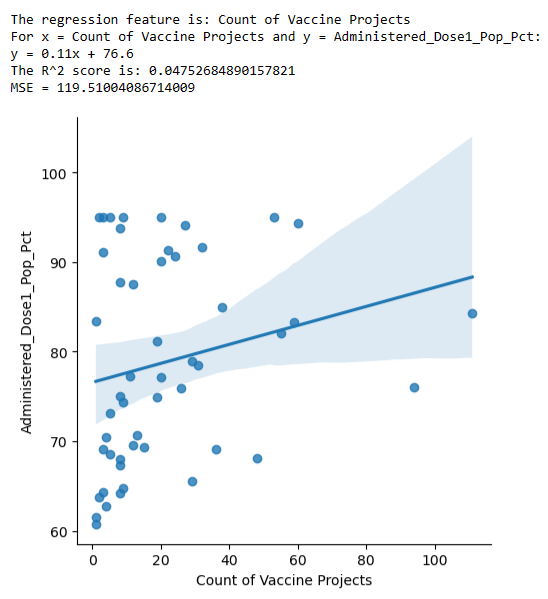 The regression feature is: Count of Vaccine Projects
For x = Count of Vaccine Projects and y = Administered_Dose1_Pop_Pct:
y = 0.11x + 76.6
The R^2 score is: 0.04752684890157821
MSE = 119.51004086714009
100
90
80
70
60
Administered_Dose1_Pop_Pct
0 20 40 60 80 100
Count of Vaccine Projects